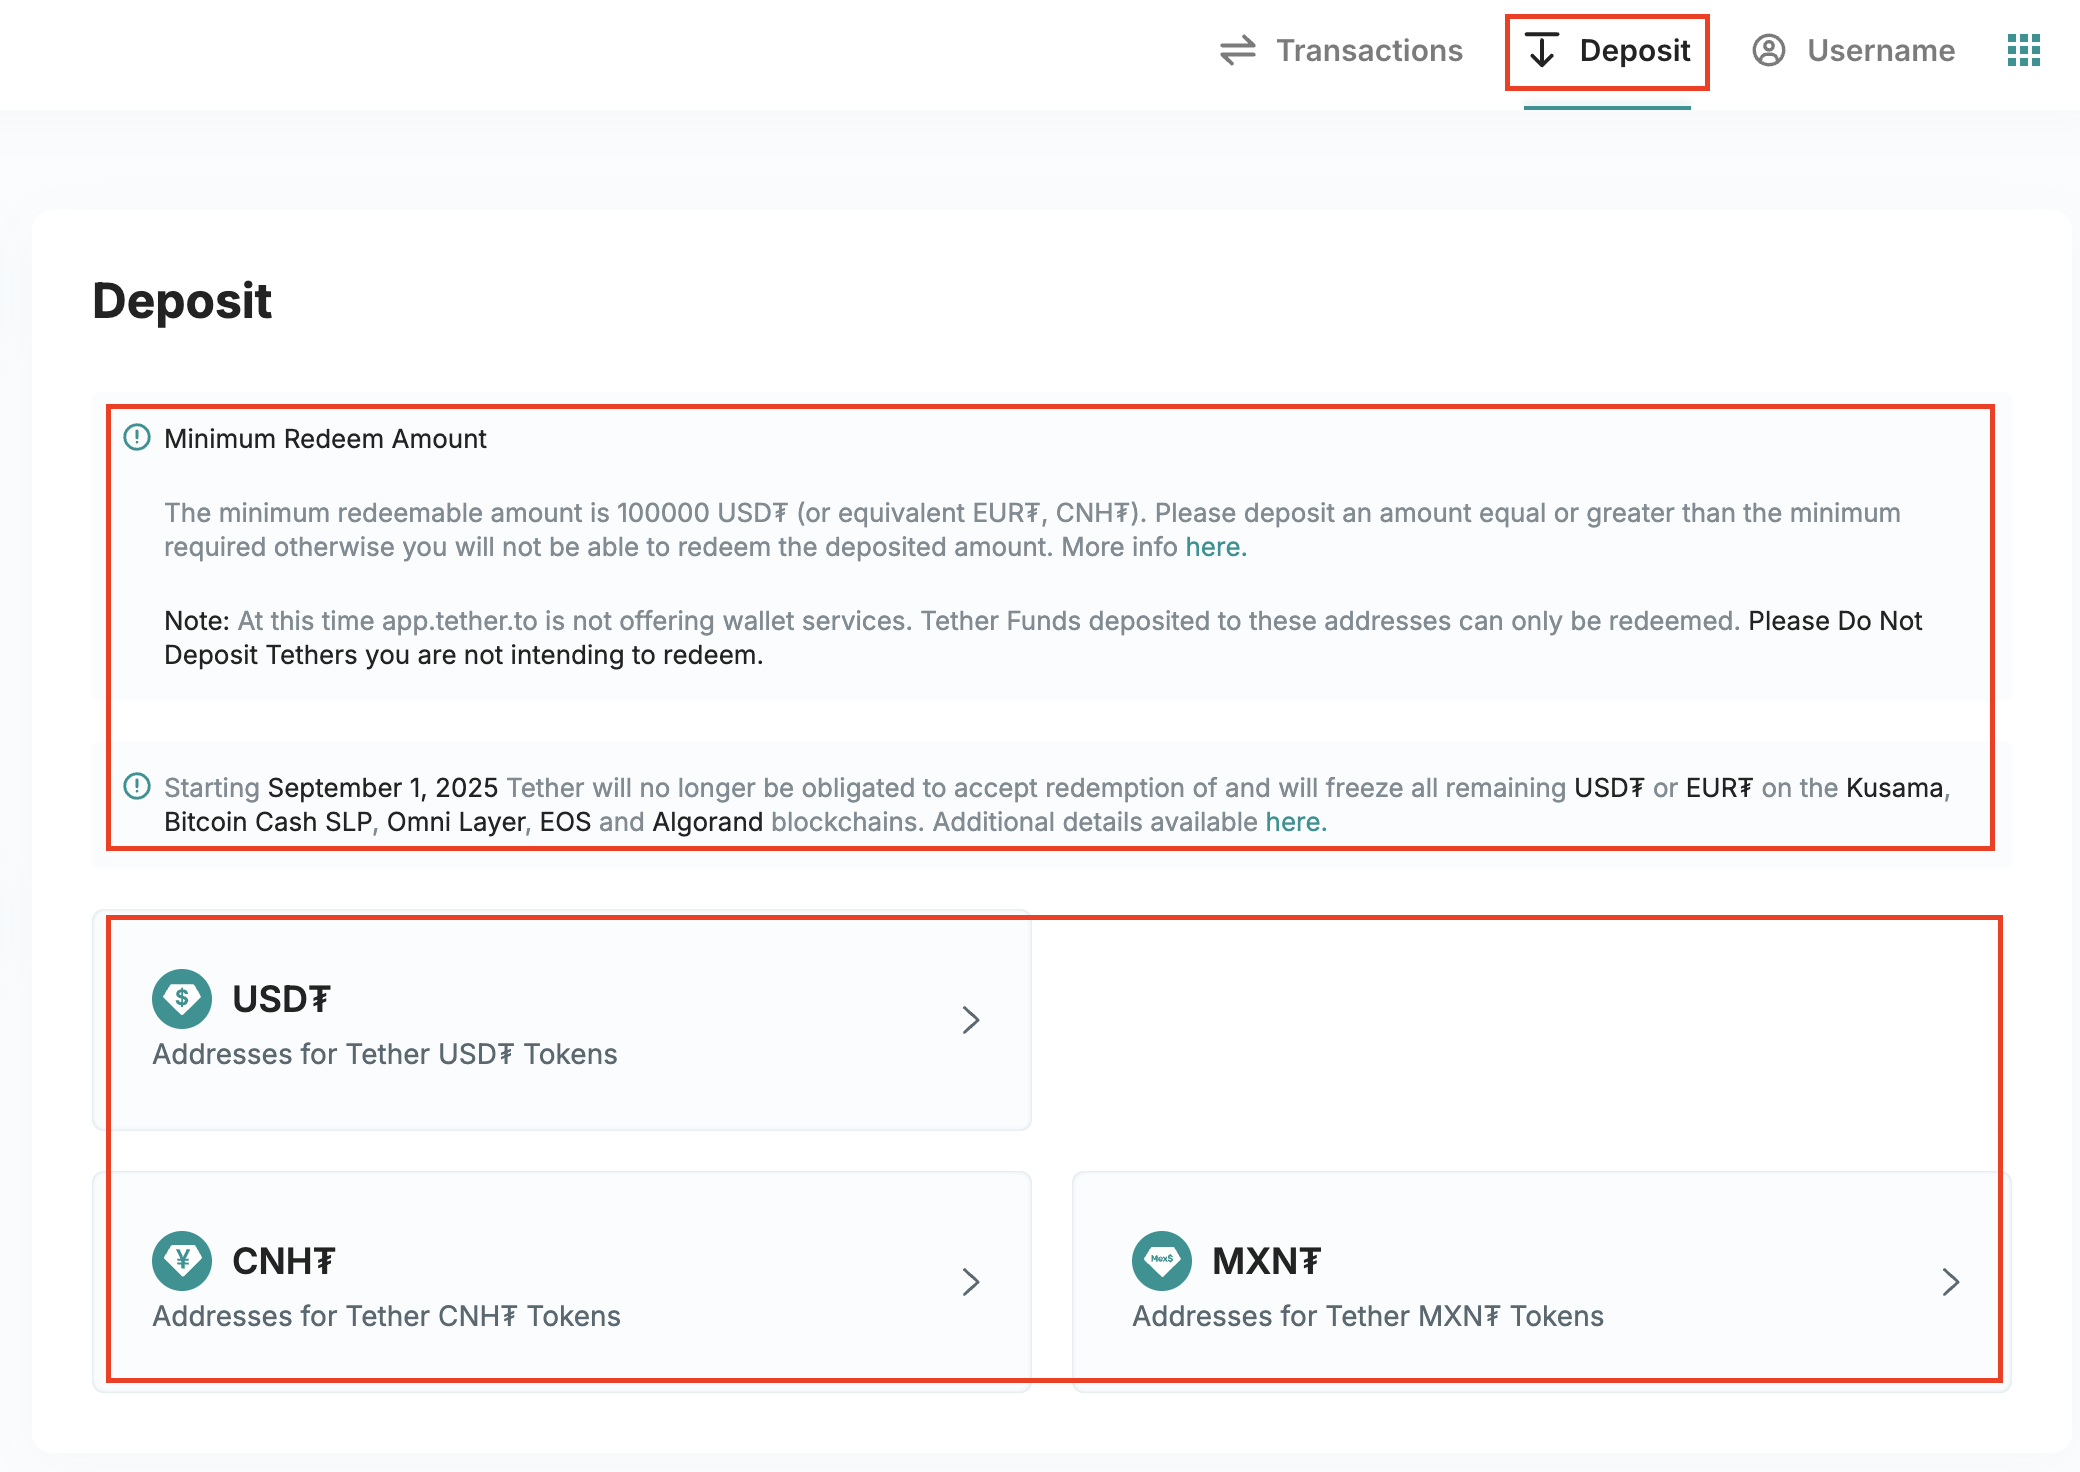 Transactions Deposit Username
Deposit
Minimum Redeem Amount
The minimum redeemable amount is 100000 USD₮ (or equivalent EUR₮, CNH₮). Please deposit an amount equal or greater than the minimum
required otherwise you will not be able to redeem the deposited amount. More info here.
Note: At this time app.tether.to is not offering wallet services. Tether Funds deposited to these addresses can only be redeemed. Please Do Not
Deposit Tethers you are not intending to redeem.
Starting September 1, 2025 Tether will no longer be obligated to accept redemption of and will freeze all remaining USD₮ or EUR₮ on the Kusama,
Bitcoin Cash SLP, Omni Layer, EOS and Algorand blockchains. Additional details available here.
$ USD₮
Addresses for Tether USD₮ Tokens
¥ CNH₮
Addresses for Tether CNH₮ Tokens
Mex$ MXN₮
Addresses for Tether MXN₮ Tokens